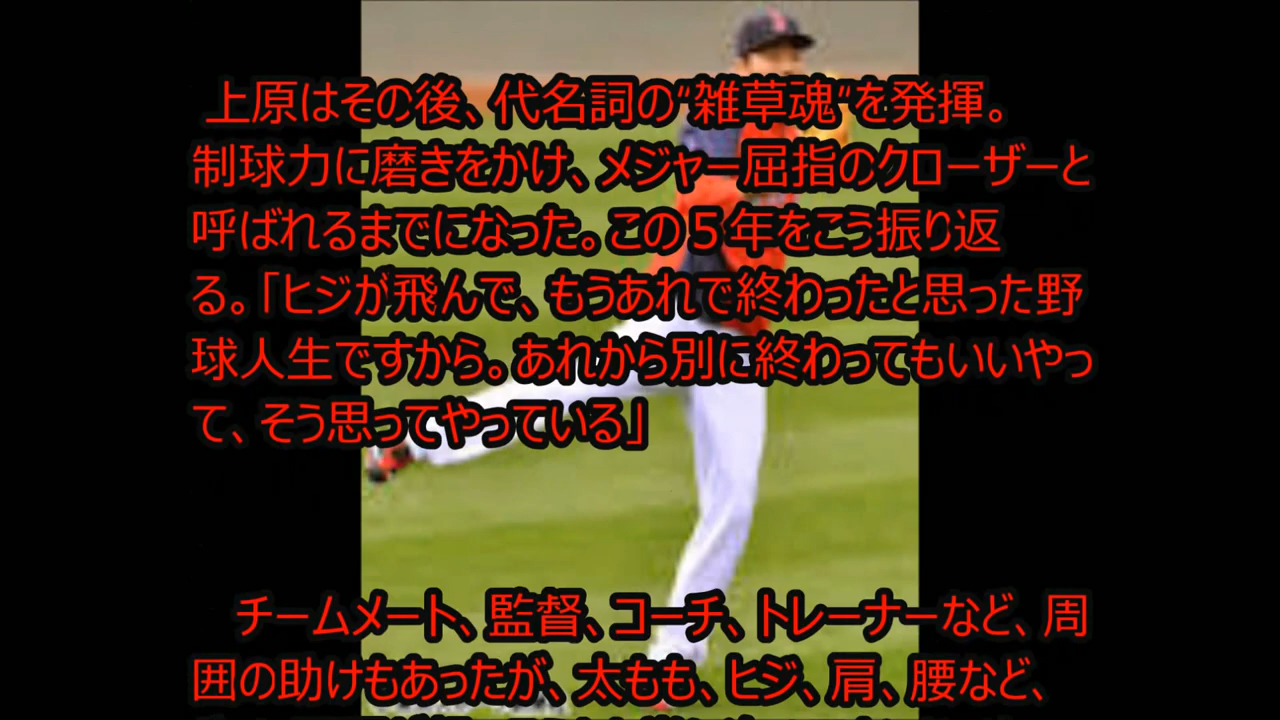 上原はその後、代名詞の“雑草魂”を発揮。
制球力に磨きをかけ、メジャー屈指のクローザーと
呼ばれるまでになった。この５年をこう振り返
る。「ヒジが飛んで、もうあれで終わったと思った野
球人生ですから。あれから別に終わってもいいやっ
て、そう思ってやっている」
チームメート、監督、コーチ、トレーナーなど、周
囲の助けもあったが、太もも、ヒジ、肩、腰など、